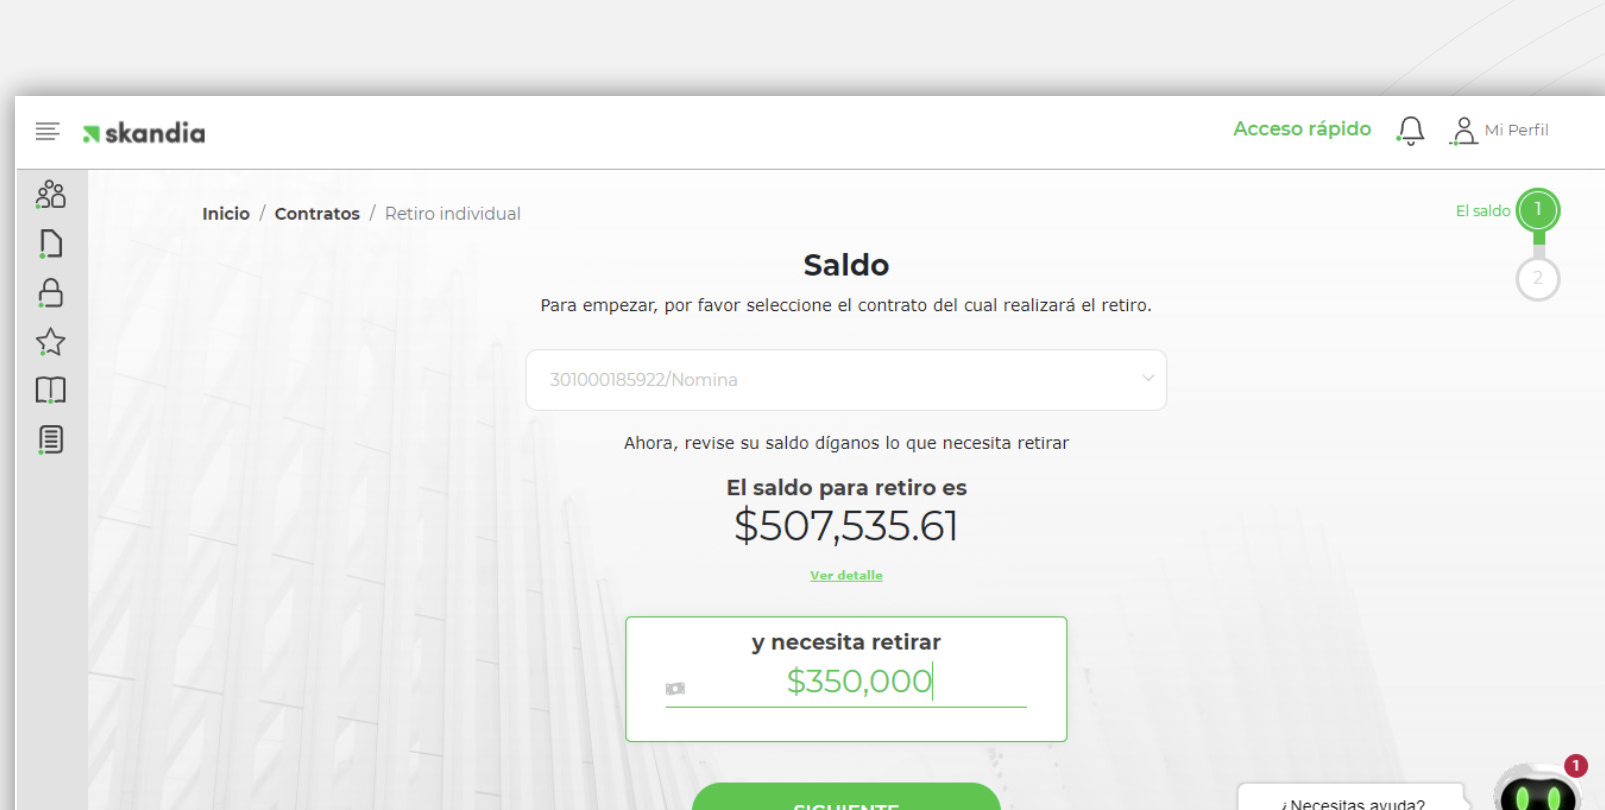 skandia
Acceso rápido
Mi Perfil
Inicio / Contratos / Retiro individual
El saldo 1
2
Saldo
Para empezar, por favor seleccione el contrato del cual realizará el retiro.
301000185922/Nomina
Ahora, revise su saldo díganos lo que necesita retirar
El saldo para retiro es
$507,535.61
Ver detalle
y necesita retirar
$350,000
SIGUIENTE
¿Necesitas ayuda?
1